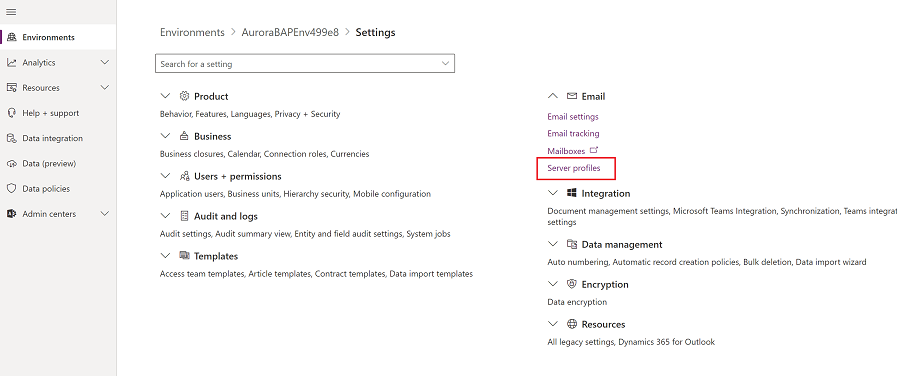 Environments
Analytics
Resources
Help + support
Data integration
Data (preview)
Data policies
Admin centers
Environments > AuroraBAPEnv499e8 > Settings
Search for a setting
Product
Behavior, Features, Languages, Privacy + Security
Business
Business closures, Calendar, Connection roles, Currencies
Users + permissions
Application users, Business units, Hierarchy security, Mobile configuration
Audit and logs
Audit settings, Audit summary view, Entity and field audit settings, System jobs
Templates
Access team templates, Article templates, Contract templates, Data import templates
Email
Email settings
Email tracking
Mailboxes
Server profiles
Integration
Document management settings, Microsoft Teams Integration, Synchronization, Teams integrat
settings
Data management
Auto numbering, Automatic record creation policies, Bulk deletion, Data import wizard
Encryption
Data encryption
Resources
All legacy settings, Dynamics 365 for Outlook